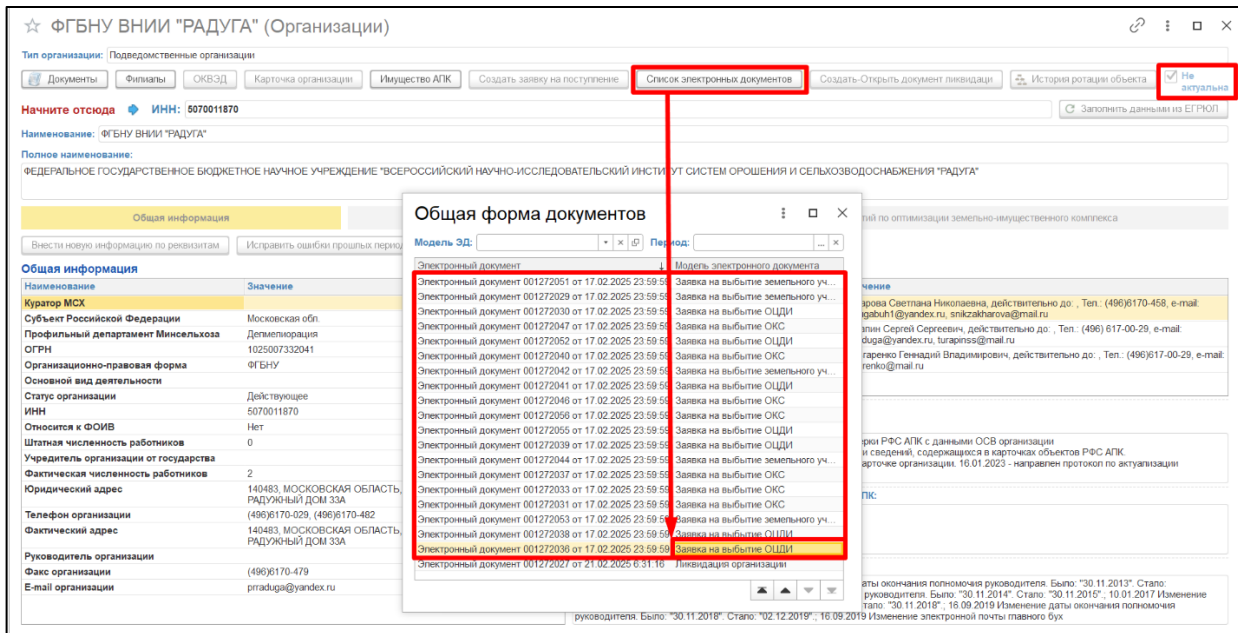 ФГБНУ ВНИИ "РАДУГА" (Организации)
Тип организации: Подведомственные организации
Документы Филиалы ОКВЭД Карточка организации Имущество АПК Создать заявку на поступление Список электронных документов Создать-Открыть документ ликвидаци История ротации объекта Не актуальна
Начните отсюда ИНН: 5070011870 Заполнить данными из ЕГРЮЛ
Наименование: ФГБНУ ВНИИ "РАДУГА"
Полное наименование:
ФЕДЕРАЛЬНОЕ ГОСУДАРСТВЕННОЕ БЮДЖЕТНОЕ НАУЧНОЕ УЧРЕЖДЕНИЕ "ВСЕРОССИЙСКИЙ НАУЧНО-ИССЛЕДОВАТЕЛЬСКИЙ ИНСТИТУТ СИСТЕМ ОРОШЕНИЯ И СЕЛЬХОЗВОДОСНАБЖЕНИЯ "РАДУГА"
Общая информация
тий по оптимизации земельно-имущественного комплекса
Внести новую информацию по реквизитам Исправить ошибки прошлых период
Общая информация
Наименование Значение
Куратор МСХ
Субъект Российской Федерации Московская обл.
Профильный департамент Минсельхоза Депмелиорация
ОГРН 1025007332041
Организационно-правовая форма ФГБНУ
Основной вид деятельности
Статус организации Действующее
ИНН 5070011870
Относится к ФОИВ Нет
Штатная численность работников 0
Учредитель организации от государства
Фактическая численность работников 2
Юридический адрес 140483, МОСКОВСКАЯ ОБЛАСТЬ,
РАДУЖНЫЙ ДОМ 33А
Телефон организации (496)6170-029, (496)6170-482
Фактический адрес 140483, МОСКОВСКАЯ ОБЛАСТЬ,
РАДУЖНЫЙ ДОМ 33А
Руководитель организации
Факс организации (496)6170-479
E-mail организации prraduga@yandex.ru
Общая форма документов
Модель ЭД: Период:
Электронный документ ↓ Модель электронного документа
Электронный документ 001272051 от 17.02.2025 23:59:59 Заявка на выбытие земельного уч...
Электронный документ 001272029 от 17.02.2025 23:59:59 Заявка на выбытие земельного уч...
Электронный документ 001272030 от 17.02.2025 23:59:59 Заявка на выбытие ОЦДИ
Электронный документ 001272047 от 17.02.2025 23:59:59 Заявка на выбытие ОКС
Электронный документ 001272052 от 17.02.2025 23:59:59 Заявка на выбытие ОЦДИ
Электронный документ 001272040 от 17.02.2025 23:59:59 Заявка на выбытие ОКС
Электронный документ 001272042 от 17.02.2025 23:59:59 Заявка на выбытие земельного уч...
Электронный документ 001272041 от 17.02.2025 23:59:59 Заявка на выбытие ОЦДИ
Электронный документ 001272046 от 17.02.2025 23:59:59 Заявка на выбытие ОКС
Электронный документ 001272056 от 17.02.2025 23:59:59 Заявка на выбытие ОКС
Электронный документ 001272055 от 17.02.2025 23:59:59 Заявка на выбытие ОЦДИ
Электронный документ 001272039 от 17.02.2025 23:59:59 Заявка на выбытие ОЦДИ
Электронный документ 001272044 от 17.02.2025 23:59:59 Заявка на выбытие земельного уч...
Электронный документ 001272037 от 17.02.2025 23:59:59 Заявка на выбытие ОКС
Электронный документ 001272033 от 17.02.2025 23:59:59 Заявка на выбытие ОКС
Электронный документ 001272031 от 17.02.2025 23:59:59 Заявка на выбытие ОКС
Электронный документ 001272053 от 17.02.2025 23:59:59 Заявка на выбытие земельного уч...
Электронный документ 001272038 от 17.02.2025 23:59:59 Заявка на выбытие ОЦДИ
Электронный документ 001272036 от 17.02.2025 23:59:59 Заявка на выбытие ОЦДИ
Электронный документ 001272027 от 21.02.2025 6:31:16 Ликвидация организации
чение
арова Светлана Николаевна, действительно до: , Тел.: (496)6170-458, e-mail:
gabuh1@yandex.ru, snikzakharova@mail.ru
апин Сергей Сергеевич, действительно до: , Тел.: (496) 617-00-29, e-mail:
duga@yandex.ru, turapinss@mail.ru
гаренко Геннадий Владимирович, действительно до: , Тел.: (496)617-00-29, e-mail:
renko@mail.ru
рки РФС АПК с данными ОСВ организации
и сведений, содержащихся в карточках объектов РФС АПК.
арточке организации. 16.01.2023 - направлен протокол по актуализации
ПК:
аты окончания полномочия руководителя. Было: "30.11.2013". Стало:
руководителя. Было: "30.11.2014". Стало: "30.11.2015".; 10.01.2017 Изменение
тало: "30.11.2018".; 16.09.2019 Изменение даты окончания полномочия
руководителя. Было: "30.11.2018". Стало: "02.12.2019".; 16.09.2019 Изменение электронной почты главного бух